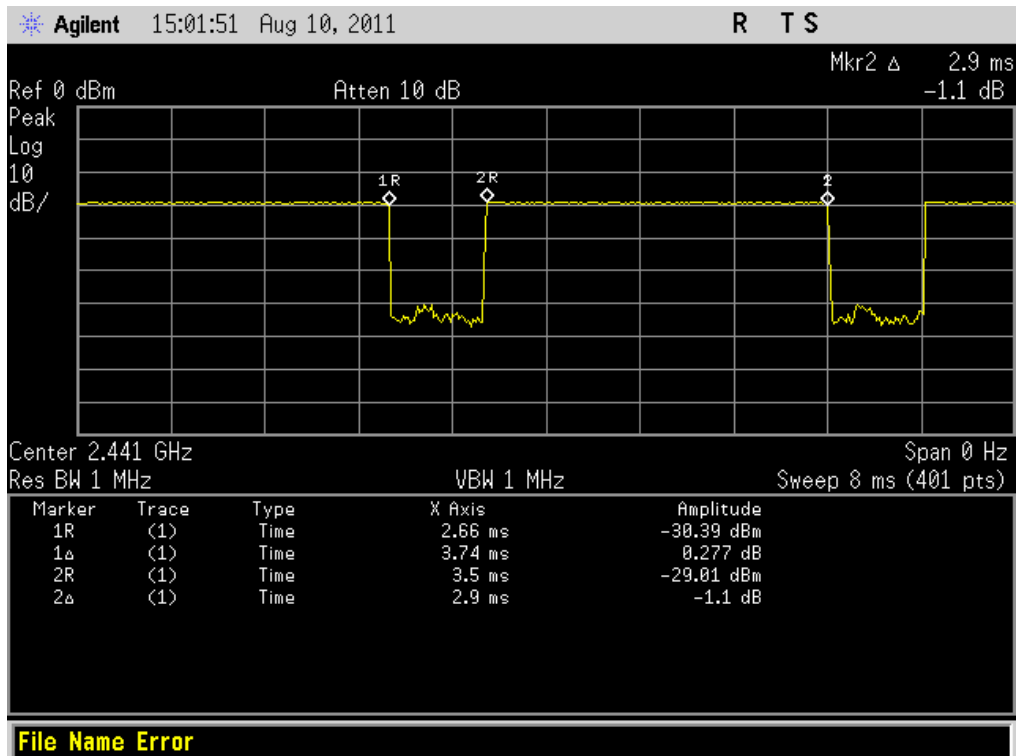 Agilent 15:01:51 Aug 10, 2011 R T S
Mkr2 Δ 2.9 ms
Ref 0 dBm Atten 10 dB -1.1 dB
Peak
Log
10
dB/
1R 2R 2
Center 2.441 GHz Span 0 Hz
Res BW 1 MHz VBW 1 MHz Sweep 8 ms (401 pts)
Marker Trace Type X Axis Amplitude
1R (1) Time 2.66 ms -30.39 dBm
1Δ (1) Time 3.74 ms 0.277 dB
2R (1) Time 3.5 ms -29.01 dBm
2Δ (1) Time 2.9 ms -1.1 dB
File Name Error